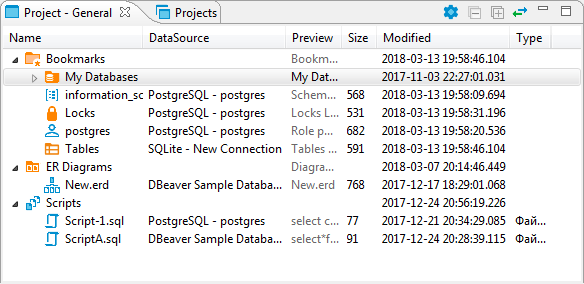 Project - General Projects
Name DataSource Preview Size Modified Type
Bookmarks Bookm... 2018-03-13 19:58:46.104
My Databases My Dat... 2017-11-03 22:27:01.031
information_sc PostgreSQL - postgres Schem... 568 2018-03-13 19:58:09.694
Locks PostgreSQL - postgres Locks L... 531 2018-03-13 19:58:31.196
postgres PostgreSQL - postgres Role p... 682 2018-03-13 19:58:20.536
Tables SQLite - New Connection Tables ... 591 2018-03-13 19:58:46.104
ER Diagrams Diagra... 2018-03-07 20:14:46.449
New.erd DBeaver Sample Databa... New.erd 768 2017-12-17 18:29:01.068
Scripts 2017-12-24 20:56:19.226
Script-1.sql PostgreSQL - postgres select c... 77 2017-12-21 20:34:29.085 Фай...
ScriptA.sql DBeaver Sample Databa... select*f... 91 2017-12-24 20:28:39.115 Фай...